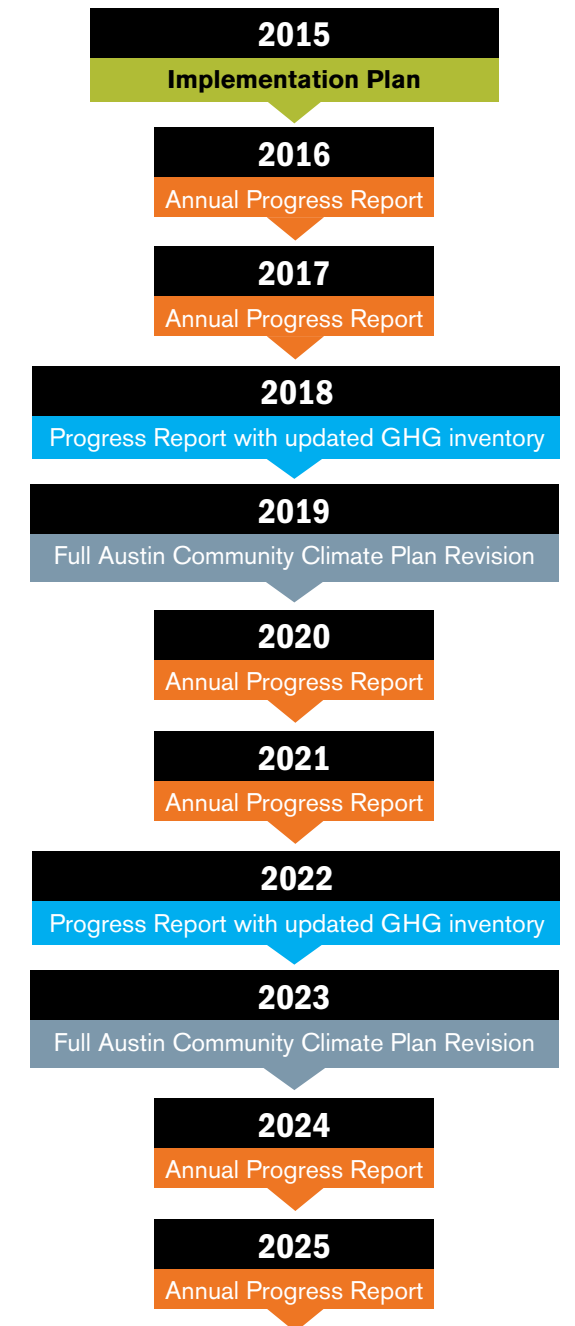 2015
Implementation Plan
2016
Annual Progress Report
2017
Annual Progress Report
2018
Progress Report with updated GHG inventory
2019
Full Austin Community Climate Plan Revision
2020
Annual Progress Report
2021
Annual Progress Report
2022
Progress Report with updated GHG inventory
2023
Full Austin Community Climate Plan Revision
2024
Annual Progress Report
2025
Annual Progress Report